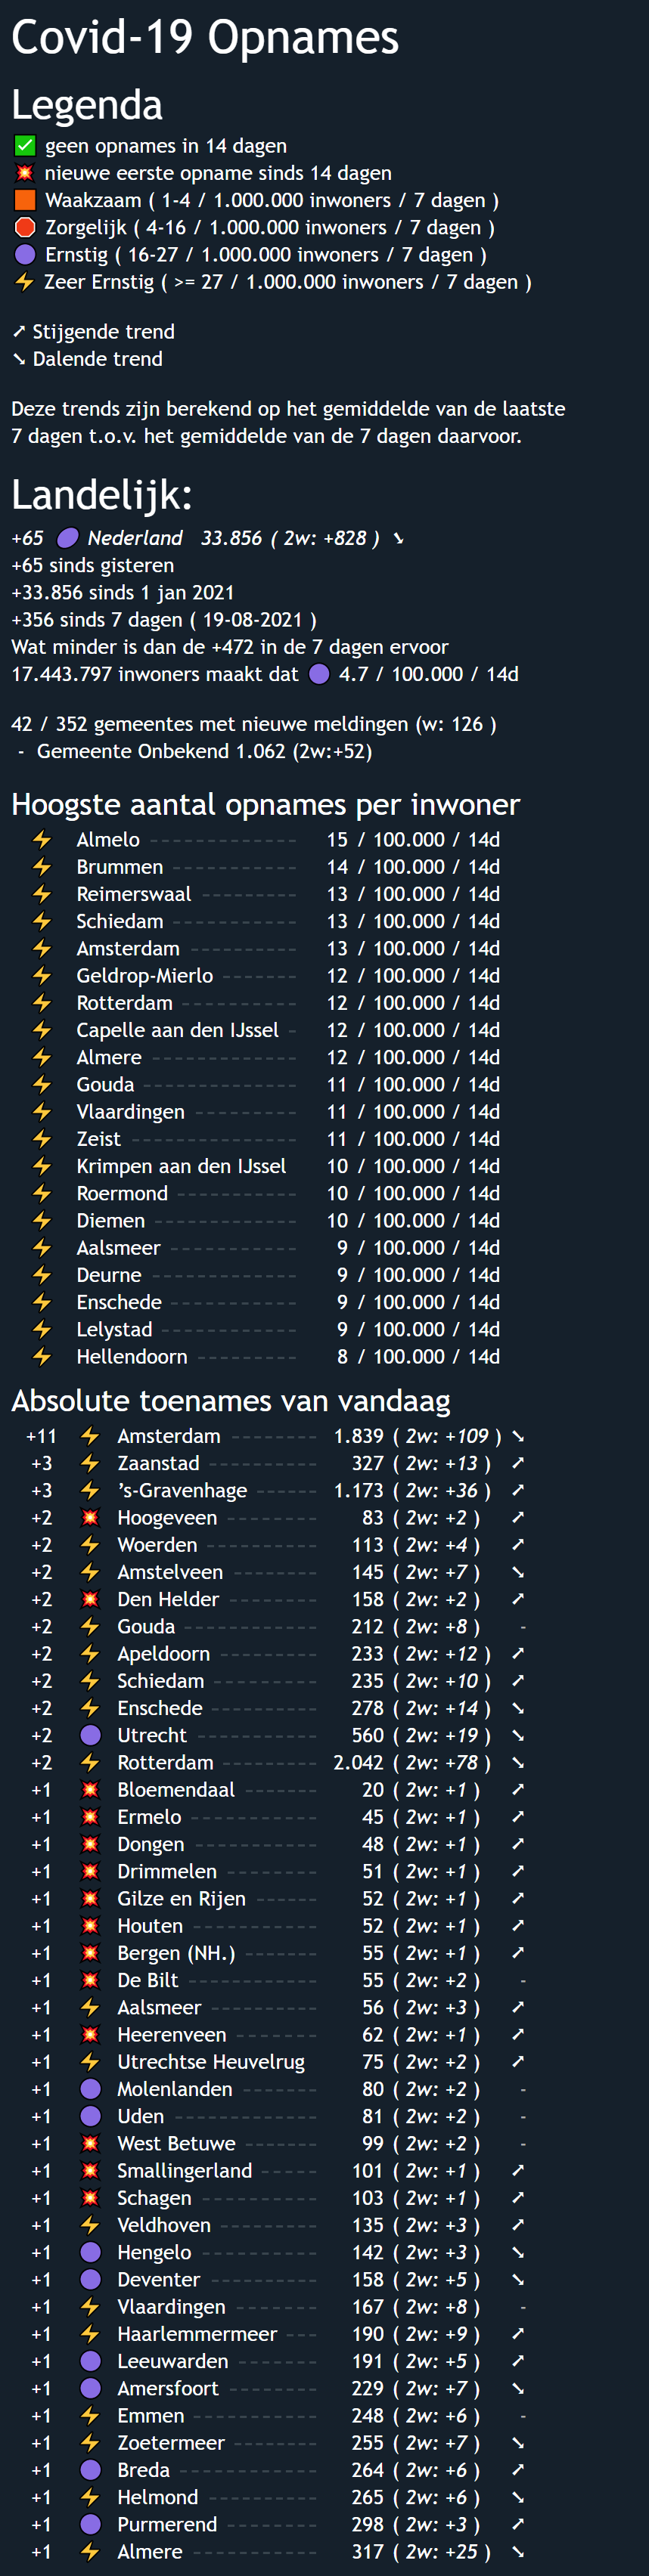 Covid-19 Opnames
Legenda
✅ geen opnames in 14 dagen
💥 nieuwe eerste opname sinds 14 dagen
🟧 Waakzaam ( 1-4 / 1.000.000 inwoners / 7 dagen )
🛑 Zorgelijk ( 4-16 / 1.000.000 inwoners / 7 dagen )
🟣 Ernstig ( 16-27 / 1.000.000 inwoners / 7 dagen )
⚡ Zeer Ernstig ( >= 27 / 1.000.000 inwoners / 7 dagen )
➚ Stijgende trend
➘ Dalende trend
Deze trends zijn berekend op het gemiddelde van de laatste
7 dagen t.o.v. het gemiddelde van de 7 dagen daarvoor.
Landelijk:
+65 🟣 Nederland 33.856 ( 2w: +828 ) ➘
+65 sinds gisteren
+33.856 sinds 1 jan 2021
+356 sinds 7 dagen ( 19-08-2021 )
Wat minder is dan de +472 in de 7 dagen ervoor
17.443.797 inwoners maakt dat 🟣 4.7 / 100.000 / 14d
42 / 352 gemeentes met nieuwe meldingen (w: 126 )
- Gemeente Onbekend 1.062 (2w:+52)
Hoogste aantal opnames per inwoner
⚡ Almelo 15 / 100.000 / 14d
⚡ Brummen 14 / 100.000 / 14d
⚡ Reimerswaal 13 / 100.000 / 14d
⚡ Schiedam 13 / 100.000 / 14d
⚡ Amsterdam 13 / 100.000 / 14d
⚡ Geldrop-Mierlo 12 / 100.000 / 14d
⚡ Rotterdam 12 / 100.000 / 14d
⚡ Capelle aan den IJssel 12 / 100.000 / 14d
⚡ Almere 12 / 100.000 / 14d
⚡ Gouda 11 / 100.000 / 14d
⚡ Vlaardingen 11 / 100.000 / 14d
⚡ Zeist 11 / 100.000 / 14d
⚡ Krimpen aan den IJssel 10 / 100.000 / 14d
⚡ Roermond 10 / 100.000 / 14d
⚡ Diemen 10 / 100.000 / 14d
⚡ Aalsmeer 9 / 100.000 / 14d
⚡ Deurne 9 / 100.000 / 14d
⚡ Enschede 9 / 100.000 / 14d
⚡ Lelystad 9 / 100.000 / 14d
⚡ Hellendoorn 8 / 100.000 / 14d
Absolute toenames van vandaag
+11 ⚡ Amsterdam 1.839 ( 2w: +109 ) ➘
+3 ⚡ Zaanstad 327 ( 2w: +13 ) ➚
+3 ⚡ ’s-Gravenhage 1.173 ( 2w: +36 ) ➚
+2 💥 Hoogeveen 83 ( 2w: +2 ) ➚
+2 ⚡ Woerden 113 ( 2w: +4 ) ➚
+2 ⚡ Amstelveen 145 ( 2w: +7 ) ➘
+2 💥 Den Helder 158 ( 2w: +2 ) ➚
+2 ⚡ Gouda 212 ( 2w: +8 ) -
+2 ⚡ Apeldoorn 233 ( 2w: +12 ) ➚
+2 ⚡ Schiedam 235 ( 2w: +10 ) ➚
+2 ⚡ Enschede 278 ( 2w: +14 ) ➘
+2 🟣 Utrecht 560 ( 2w: +19 ) ➘
+2 ⚡ Rotterdam 2.042 ( 2w: +78 ) ➘
+1 💥 Bloemendaal 20 ( 2w: +1 ) ➚
+1 💥 Ermelo 45 ( 2w: +1 ) ➚
+1 💥 Dongen 48 ( 2w: +1 ) ➚
+1 💥 Drimmelen 51 ( 2w: +1 ) ➚
+1 💥 Gilze en Rijen 52 ( 2w: +1 ) ➚
+1 💥 Houten 52 ( 2w: +1 ) ➚
+1 💥 Bergen (NH.) 55 ( 2w: +1 ) ➚
+1 💥 De Bilt 55 ( 2w: +2 ) -
+1 ⚡ Aalsmeer 56 ( 2w: +3 ) ➚
+1 💥 Heerenveen 62 ( 2w: +1 ) ➚
+1 ⚡ Utrechtse Heuvelrug 75 ( 2w: +2 ) ➚
+1 🟣 Molenlanden 80 ( 2w: +2 ) -
+1 🟣 Uden 81 ( 2w: +2 ) -
+1 💥 West Betuwe 99 ( 2w: +2 ) -
+1 💥 Smallingerland 101 ( 2w: +1 ) ➚
+1 💥 Schagen 103 ( 2w: +1 ) ➚
+1 ⚡ Veldhoven 135 ( 2w: +3 ) ➚
+1 🟣 Hengelo 142 ( 2w: +3 ) ➘
+1 🟣 Deventer 158 ( 2w: +5 ) ➘
+1 ⚡ Vlaardingen 167 ( 2w: +8 ) -
+1 ⚡ Haarlemmermeer 190 ( 2w: +9 ) ➚
+1 🟣 Leeuwarden 191 ( 2w: +5 ) ➚
+1 🟣 Amersfoort 229 ( 2w: +7 ) ➘
+1 ⚡ Emmen 248 ( 2w: +6 ) -
+1 ⚡ Zoetermeer 255 ( 2w: +7 ) ➘
+1 🟣 Breda 264 ( 2w: +6 ) ➚
+1 ⚡ Helmond 265 ( 2w: +6 ) ➘
+1 🟣 Purmerend 298 ( 2w: +3 ) ➚
+1 ⚡ Almere 317 ( 2w: +25 ) ➘